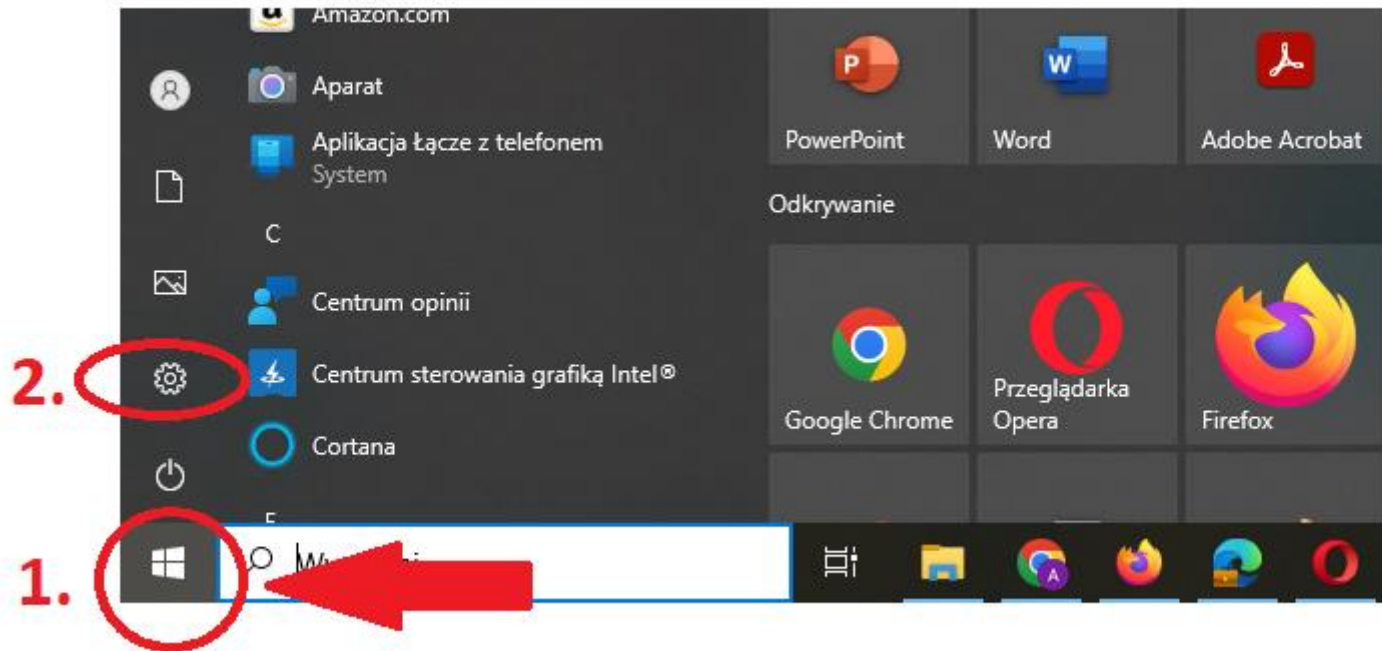 Amazon.com
Aparat
Aplikacja Łącze z telefonem
System
C
Centrum opinii
Centrum sterowania grafiką Intel®
Cortana
PowerPoint
Word
Adobe Acrobat
Odkrywanie
Google Chrome
Przeglądarka
Opera
Firefox
2.
1.